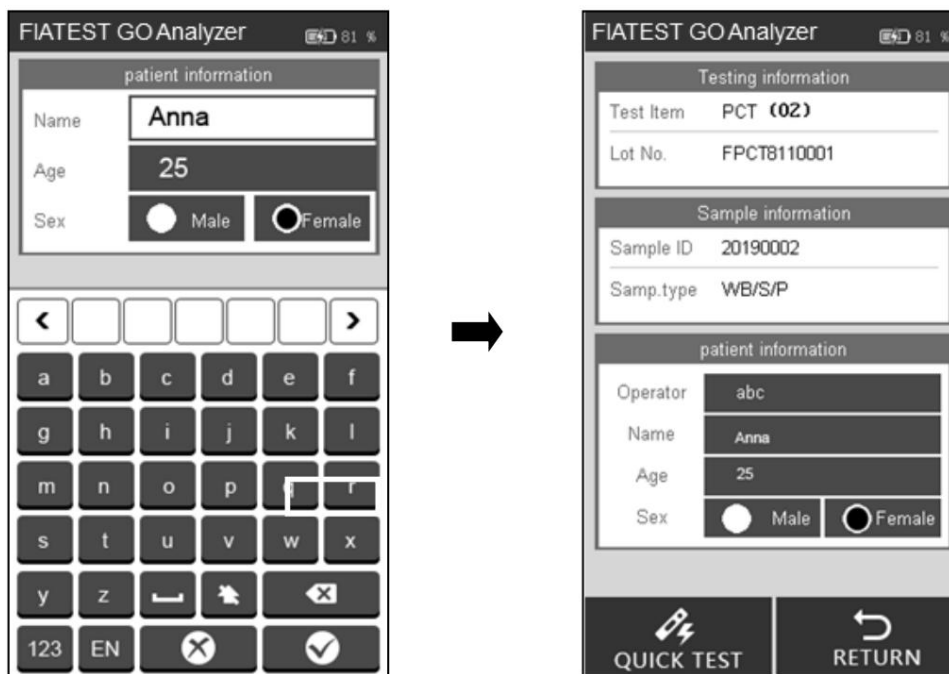 FIATEST GO Analyzer 81 %
patient information
Name Anna
Age 25
Sex Male Female
a b c d e f
g h i j k l
m n o p q r
s t u v w x
y z
123 EN
FIATEST GO Analyzer 81 %
Testing information
Test Item PCT (02)
Lot No. FPCT8110001
Sample information
Sample ID 20190002
Samp.type WB/S/P
patient information
Operator abc
Name Anna
Age 25
Sex Male Female
QUICK TEST RETURN